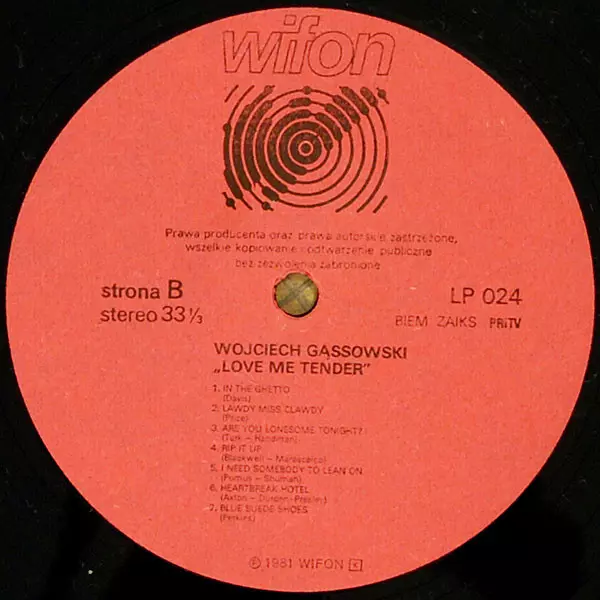 wifon
Prawa producenta oraz prawa autorskie zastrzeżone,
wszelkie kopiowanie i odtwarzenie publiczne
bez zezwolenia zabronione
strona B
stereo 33 1/3
LP 024
BIEM ZAIKS PRiTV
WOJCIECH GĄSSOWSKI
„LOVE ME TENDER”
1. IN THE GHETTO
(Davis)
2. LAWDY MISS CLAWDY
(Price)
3. ARE YOU LONESOME TONIGHT?
(Turk – Handman)
4. RIP IT UP
(Blackwell – Marascalco)
5. I NEED SOMEBODY TO LEAN ON
(Pomus – Shuman)
6. HEARTBREAK HOTEL
(Axton – Durden – Presley)
7. BLUE SUEDE SHOES
(Perkins)
℗ 1981 WIFON